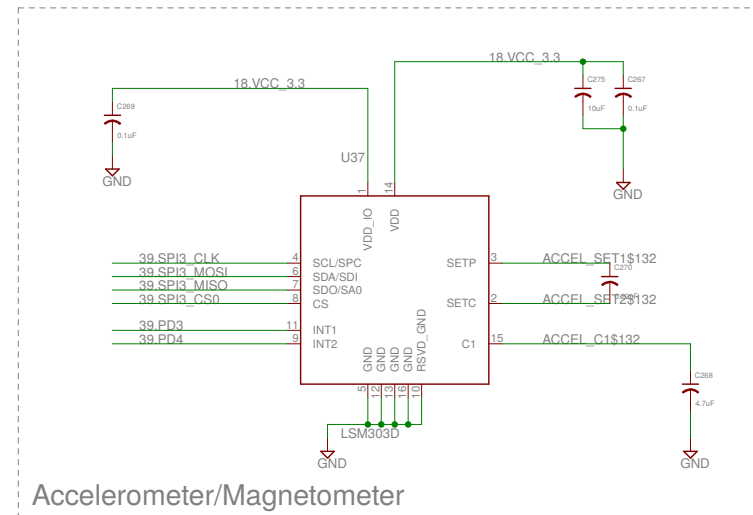 18.VCC_3.3
18.VCC_3.3
C269
0.1uF
C275
10uF
C267
0.1uF
GND
GND
U37
1
14
VDD_IO
VDD
39.SPI3_CLK
4
SCL/SPC
39.SPI3_MOSI
6
SDA/SDI
39.SPI3_MISO
7
SDO/SA0
39.SPI3_CS0
8
CS
39.PD3
11
INT1
39.PD4
9
INT2
SETP
3
ACCEL_SET1$132
C270
SETC
2
ACCEL_SET2$132
C1
15
ACCEL_C1$132
C268
4.7uF
GND
GND
GND
GND
RSVD_GND
5
12
13
16
10
LSM303D
GND
GND
Accelerometer/Magnetometer